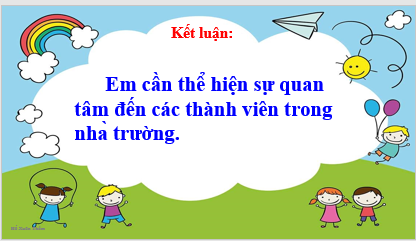 Kết luận:
Em cần thể hiện sự quan
tâm đến các thành viên trong
nhà trường.